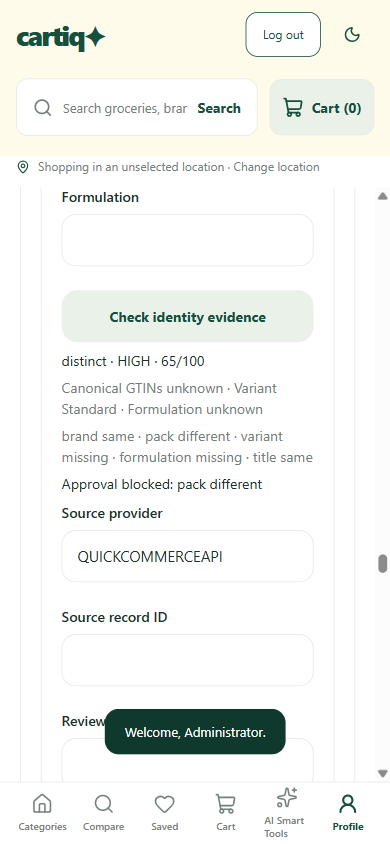 cartiq
Log out
Search groceries, brar Search
Cart (0)
Shopping in an unselected location · Change location
Formulation
Check identity evidence
distinct · HIGH · 65/100
Canonical GTINs unknown · Variant
Standard · Formulation unknown
brand same · pack different · variant
missing · formulation missing · title same
Approval blocked: pack different
Source provider
QUICKCOMMERCEAPI
Source record ID
Review
Welcome, Administrator.
Categories
Compare
Saved
Cart
AI Smart
Tools
Profile